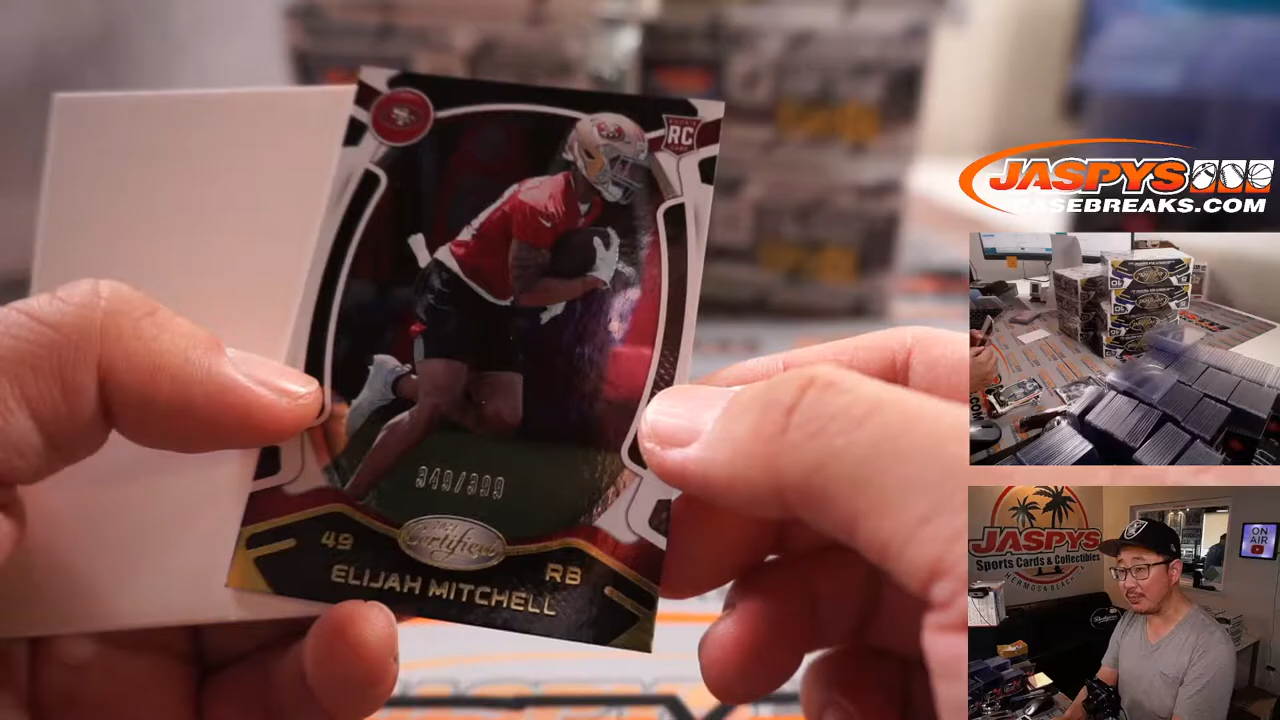 RC
349/399
2021
Certified
49
RB
ELIJAH MITCHELL
JASPYS
CASEBREAKS.COM
JASPYS
Sports Cards & Collectibles
HERMOSA BEACH
ON
AIR